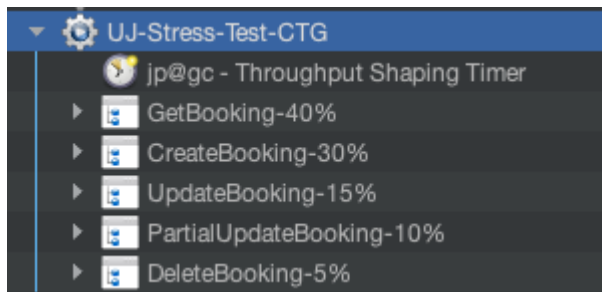 UJ-Stress-Test-CTG
jp@gc - Throughput Shaping Timer
GetBooking-40%
CreateBooking-30%
UpdateBooking-15%
PartialUpdateBooking-10%
DeleteBooking-5%